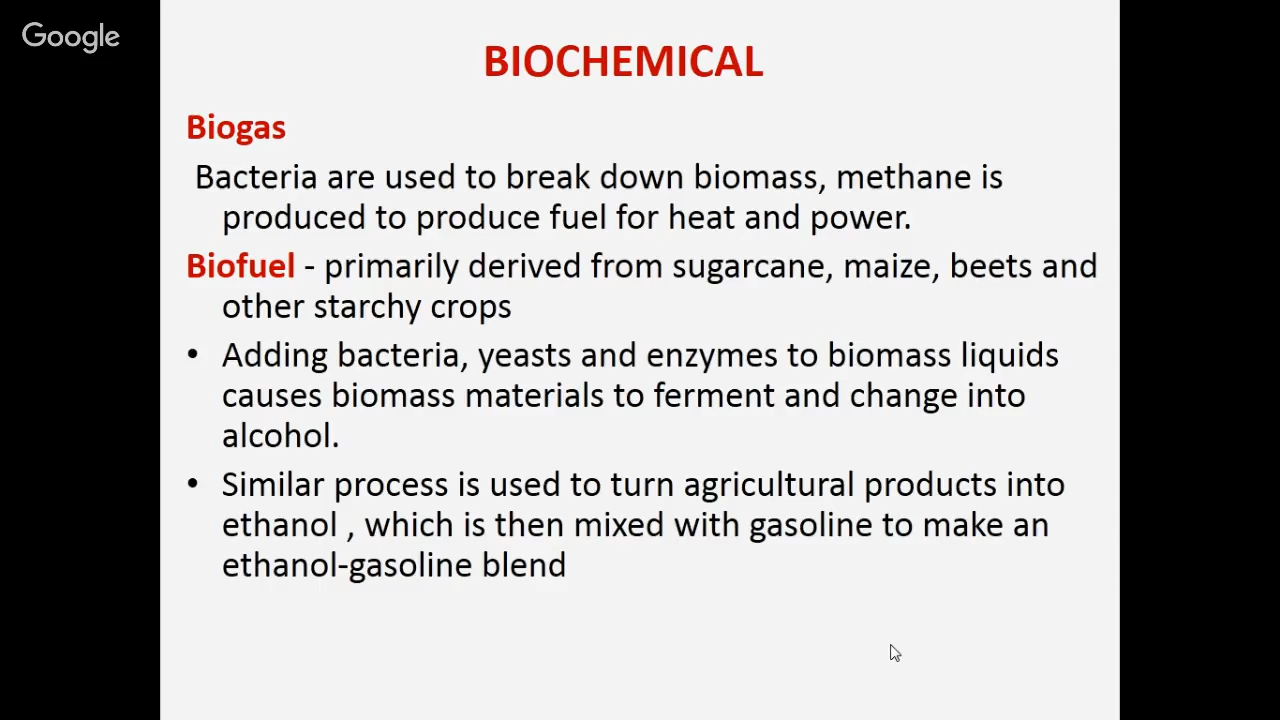 Google
BIOCHEMICAL
Biogas
Bacteria are used to break down biomass, methane is
produced to produce fuel for heat and power.
Biofuel - primarily derived from sugarcane, maize, beets and
other starchy crops
• Adding bacteria, yeasts and enzymes to biomass liquids
causes biomass materials to ferment and change into
alcohol.
• Similar process is used to turn agricultural products into
ethanol , which is then mixed with gasoline to make an
ethanol-gasoline blend